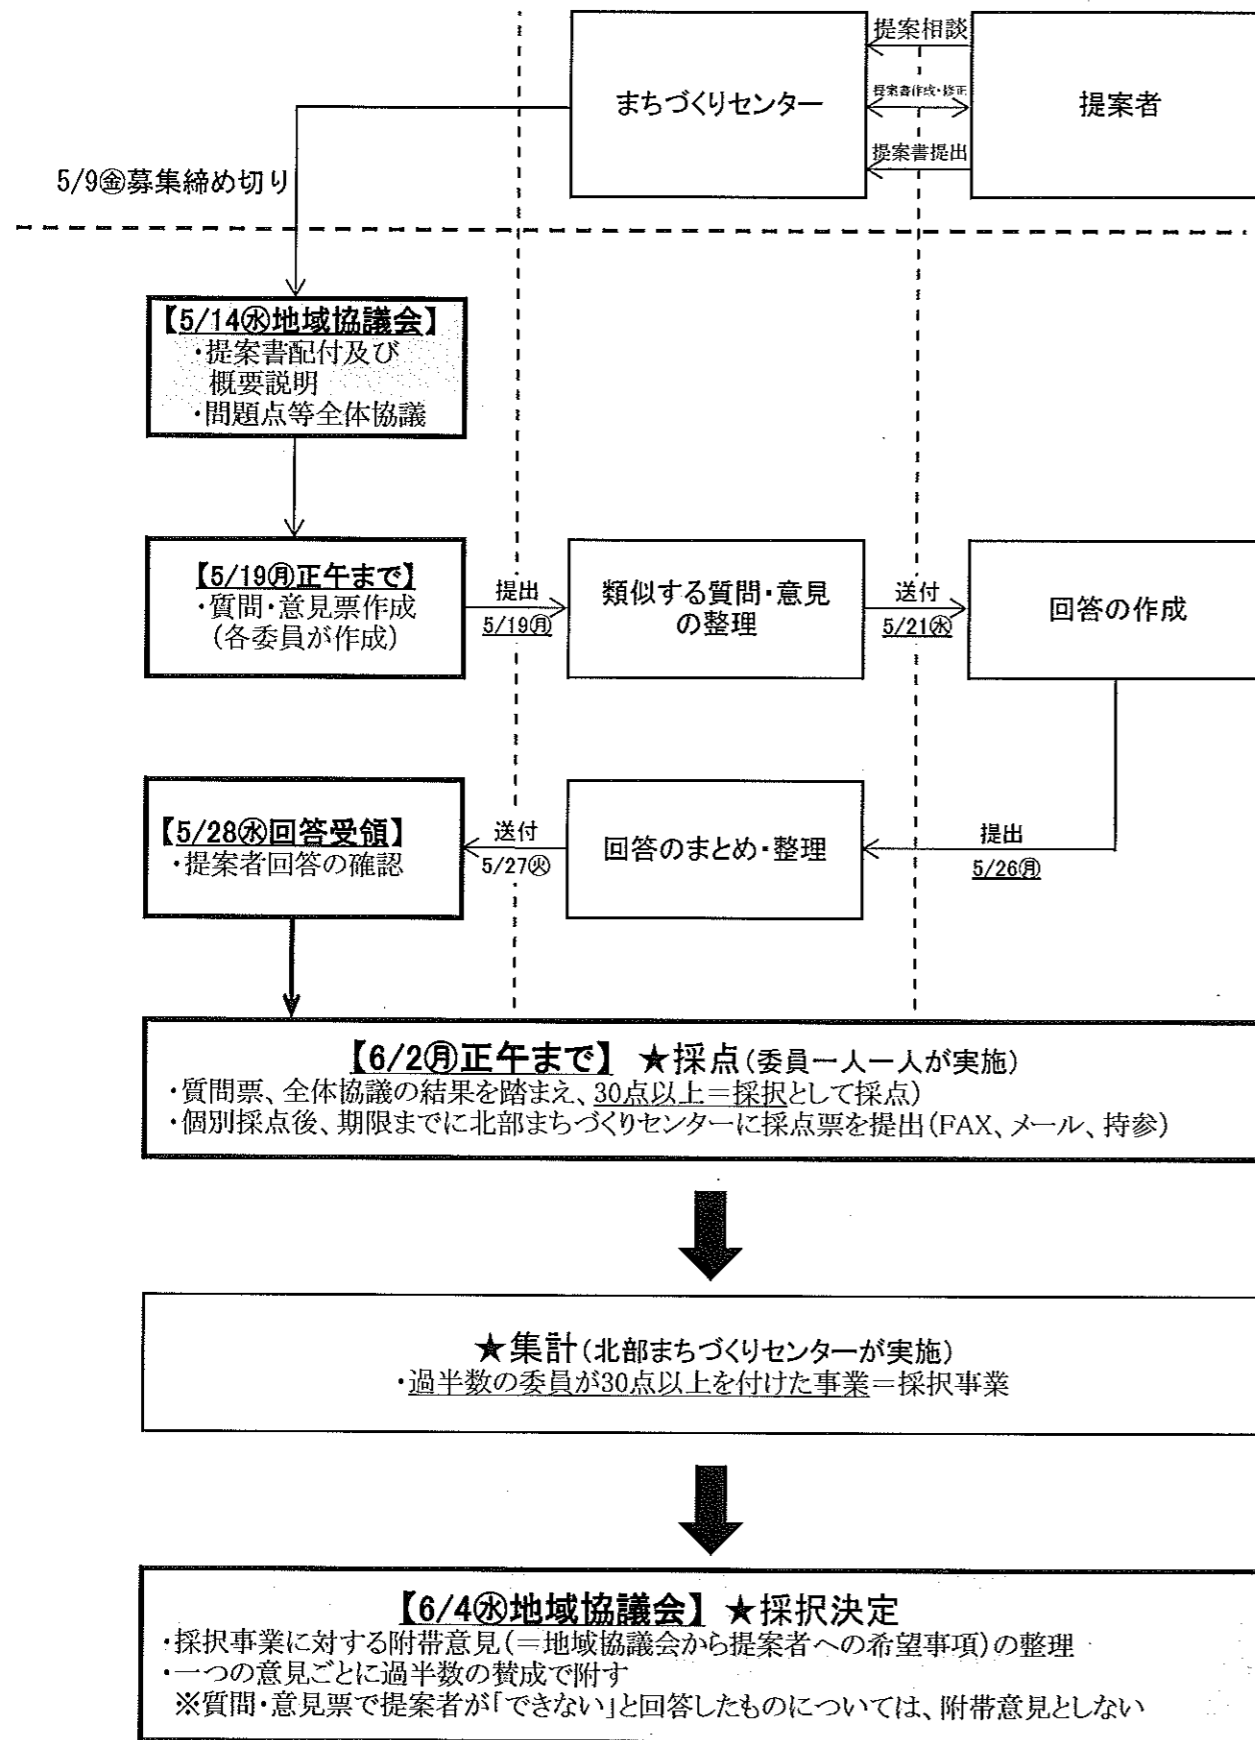 提案相談
まちづくりセンター
提案書作成・修正
提案者
提案書提出
5/9㊎募集締め切り
【5/14㊌地域協議会】
・提案書配付及び
概要説明
・問題点等全体協議
【5/19㊊正午まで】
・質問・意見票作成
(各委員が作成)
提出
5/19㊊
類似する質問・意見
の整理
送付
5/21㊌
回答の作成
【5/28㊌回答受領】
・提案者回答の確認
送付
5/27㊋
回答のまとめ・整理
提出
5/26㊊
【6/2㊊正午まで】 ★採点(委員一人一人が実施)
・質問票、全体協議の結果を踏まえ、30点以上=採択として採点)
・個別採点後、期限までに北部まちづくりセンターに採点票を提出(FAX、メール、持参)
★集計(北部まちづくりセンターが実施)
・過半数の委員が30点以上を付けた事業=採択事業
【6/4㊌地域協議会】 ★採択決定
・採択事業に対する附帯意見(=地域協議会から提案者への希望事項)の整理
・一つの意見ごとに過半数の賛成で附す
※質問・意見票で提案者が「できない」と回答したものについては、附帯意見としない